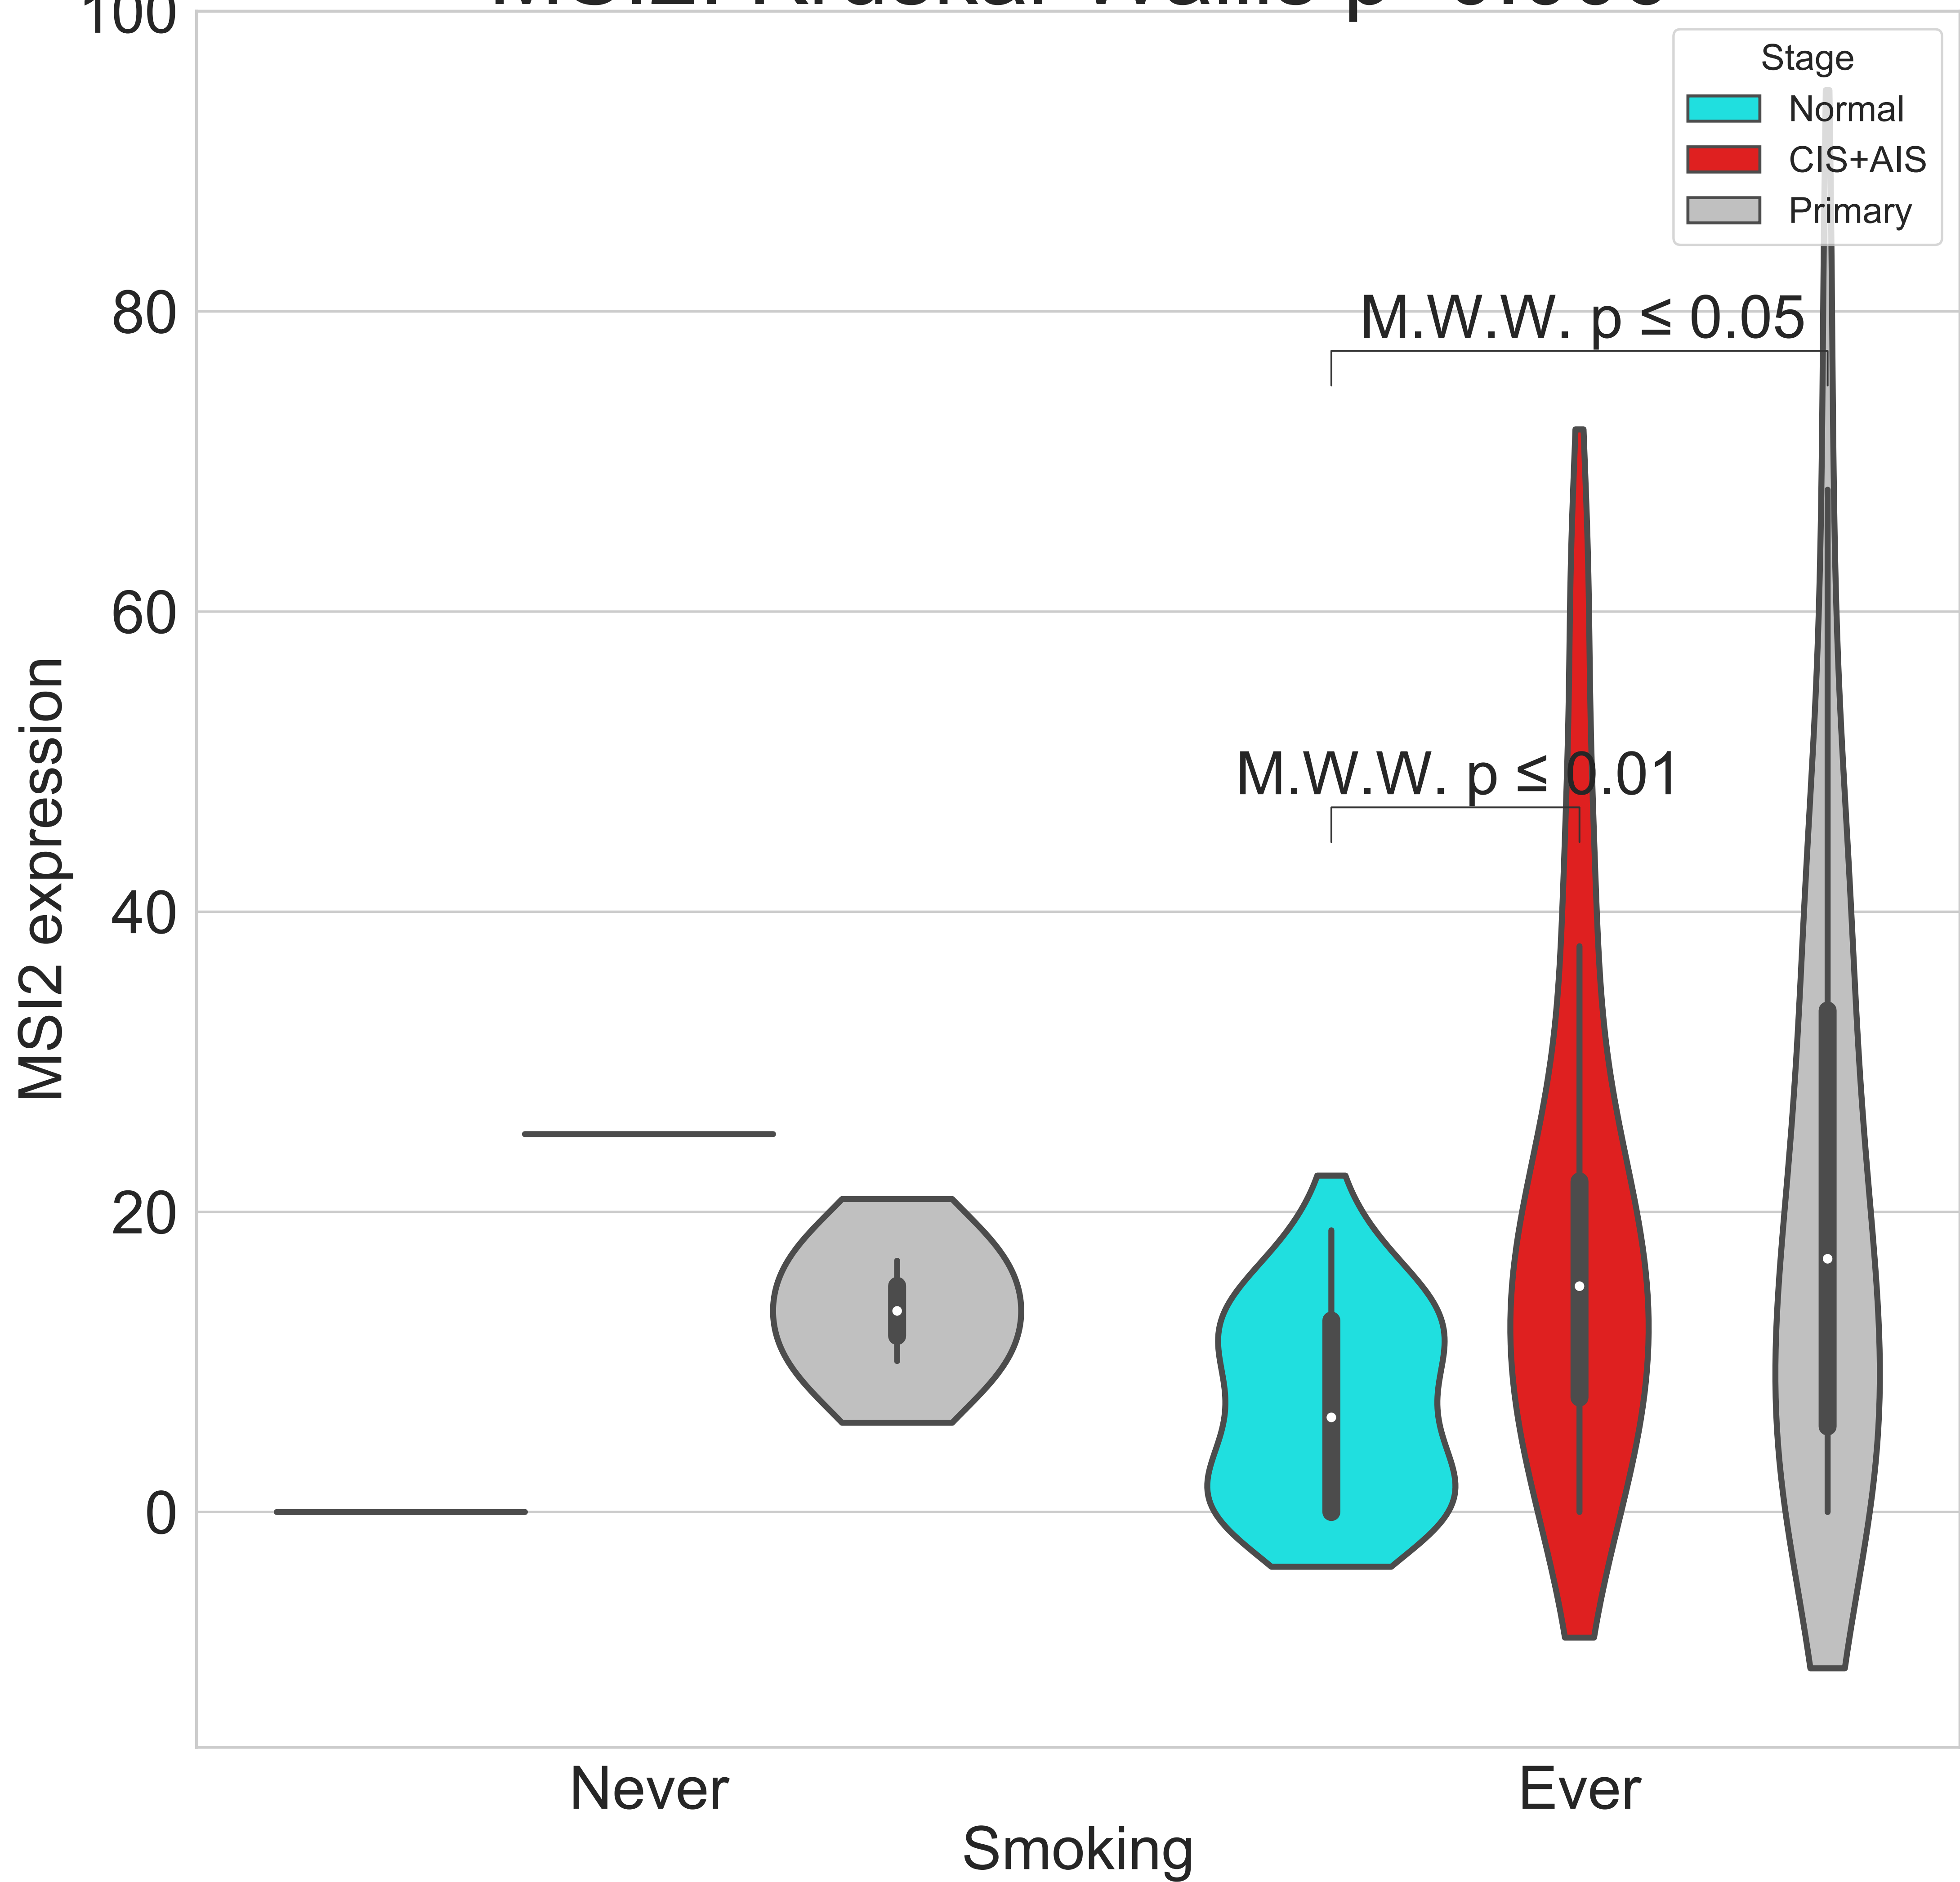 100
80
60
40
20
0
MSI2 expression
Stage
Normal
CIS+AIS
Primary
M.W.W. p ≤ 0.05
M.W.W. p ≤ 0.01
Never
Ever
Smoking